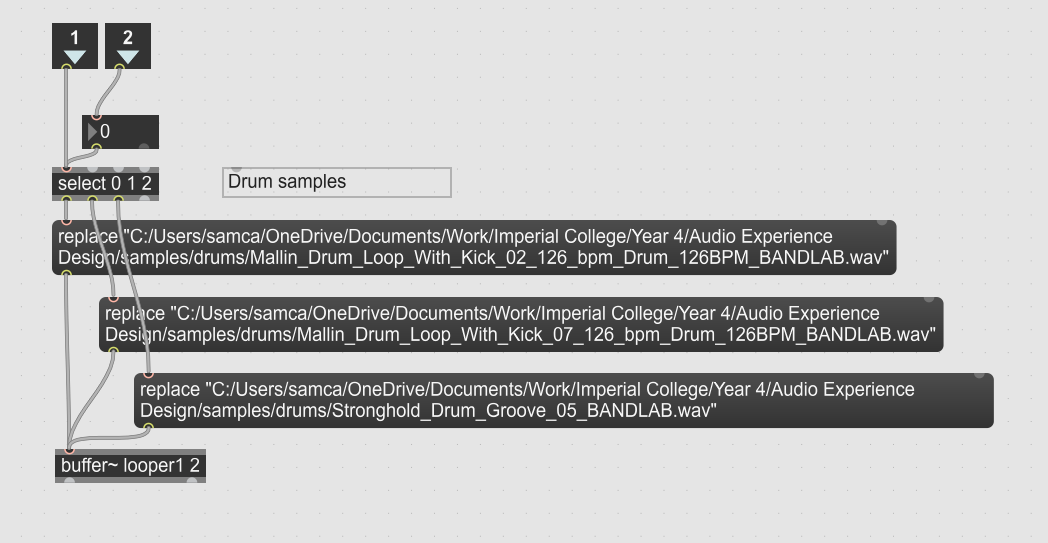 1 2
0
select 0 1 2
Drum samples
replace "C:/Users/samca/OneDrive/Documents/Work/Imperial College/Year 4/Audio Experience
Design/samples/drums/Mallin_Drum_Loop_With_Kick_02_126_bpm_Drum_126BPM_BANDLAB.wav"
replace "C:/Users/samca/OneDrive/Documents/Work/Imperial College/Year 4/Audio Experience
Design/samples/drums/Mallin_Drum_Loop_With_Kick_07_126_bpm_Drum_126BPM_BANDLAB.wav"
replace "C:/Users/samca/OneDrive/Documents/Work/Imperial College/Year 4/Audio Experience
Design/samples/drums/Stronghold_Drum_Groove_05_BANDLAB.wav"
buffer~ looper1 2